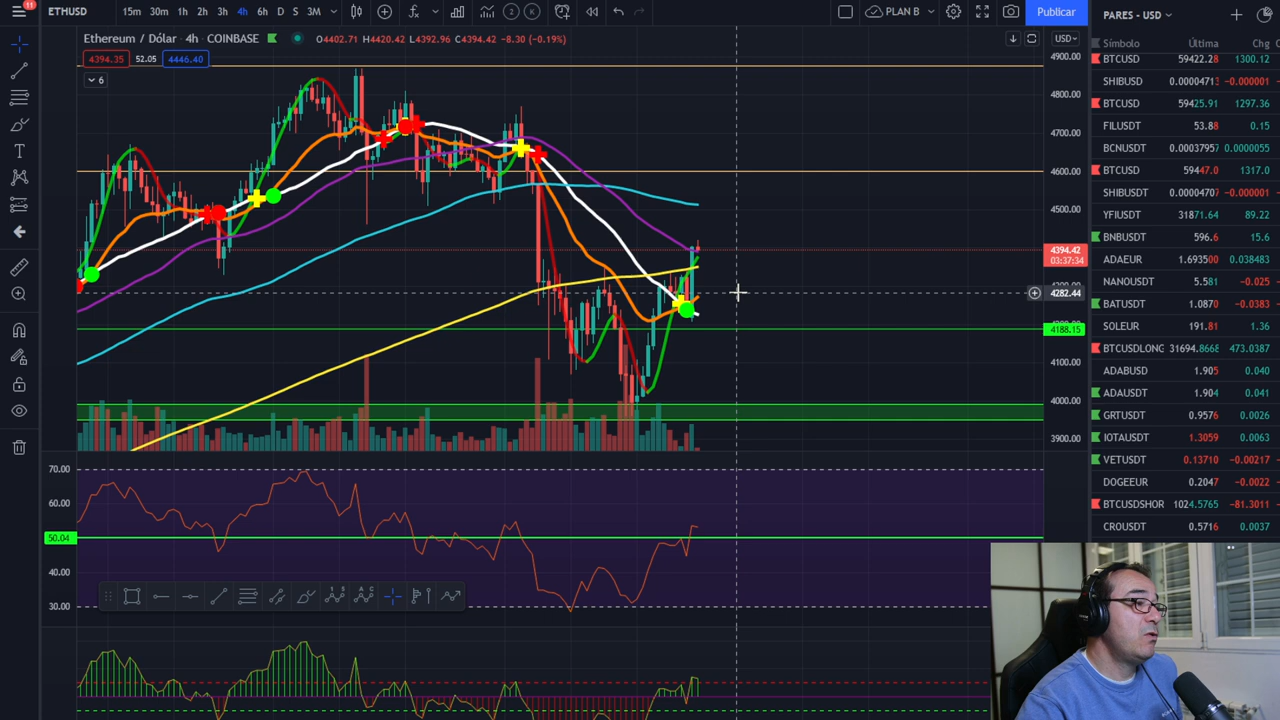 11 ETHUSD 15m 30m 1h 2h 3h 4h 6h D S 3M 2 K PLAN B Publicar
Ethereum / Dólar · 4h · COINBASE O4402.71 H4420.42 L4392.96 C4394.42 −8.30 (−0.19%) USD
4394.35 52.05 4446.40
6
4900.00
4800.00
4700.00
4600.00
4500.00
4394.42
03:37:34
4282.44
4188.15
4100.00
4000.00
3900.00
70.00
60.00
50.04
40.00
30.00
PARES - USD
Símbolo Última Chg
BTCUSD 59422.28 1300.12
SHIBUSD 0.00004713 -0.000001
BTCUSD 59425.91 1297.36
FILUSDT 53.88 0.15
BCNUSDT 0.00037957 0.0000055
BTCUSD 59447.0 1317.0
SHIBUSDT 0.00004707 -0.000001
YFIUSDT 31871.64 89.22
BNBUSDT 596.6 15.6
ADAEUR 1.693500 0.038483
NANOUSDT 5.581 -0.025
BATUSDT 1.0870 -0.0383
SOLEUR 191.81 1.36
BTCUSDLONG 31694.8668 473.0387
ADABUSD 1.905 0.040
ADAUSDT 1.904 0.041
GRTUSDT 0.9576 0.0026
IOTAUSDT 1.3059 0.0063
VETUSDT 0.13710 -0.00217
DOGEEUR 0.2047 -0.0022
BTCUSDSHOR 1024.5765 -81.3011
CROUSDT 0.5716 0.0037